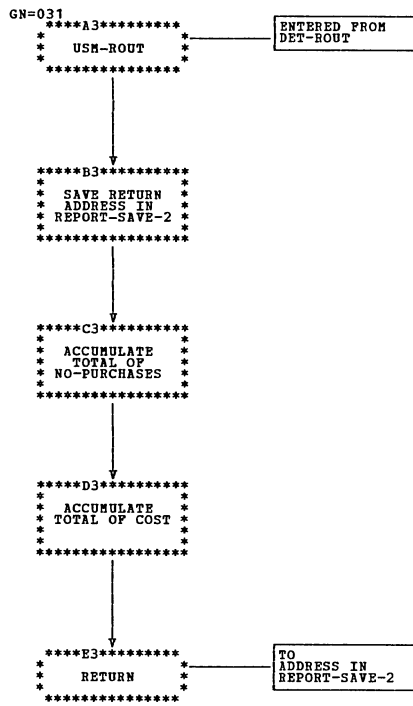 GN=031
****A3*********
USM-ROUT
ENTERED FROM
DET-ROUT
*****B3**********
SAVE RETURN
ADDRESS IN
REPORT-SAVE-2
*****C3**********
ACCUMULATE
TOTAL OF
NO-PURCHASES
*****D3**********
ACCUMULATE
TOTAL OF COST
****E3*********
RETURN
TO
ADDRESS IN
REPORT-SAVE-2